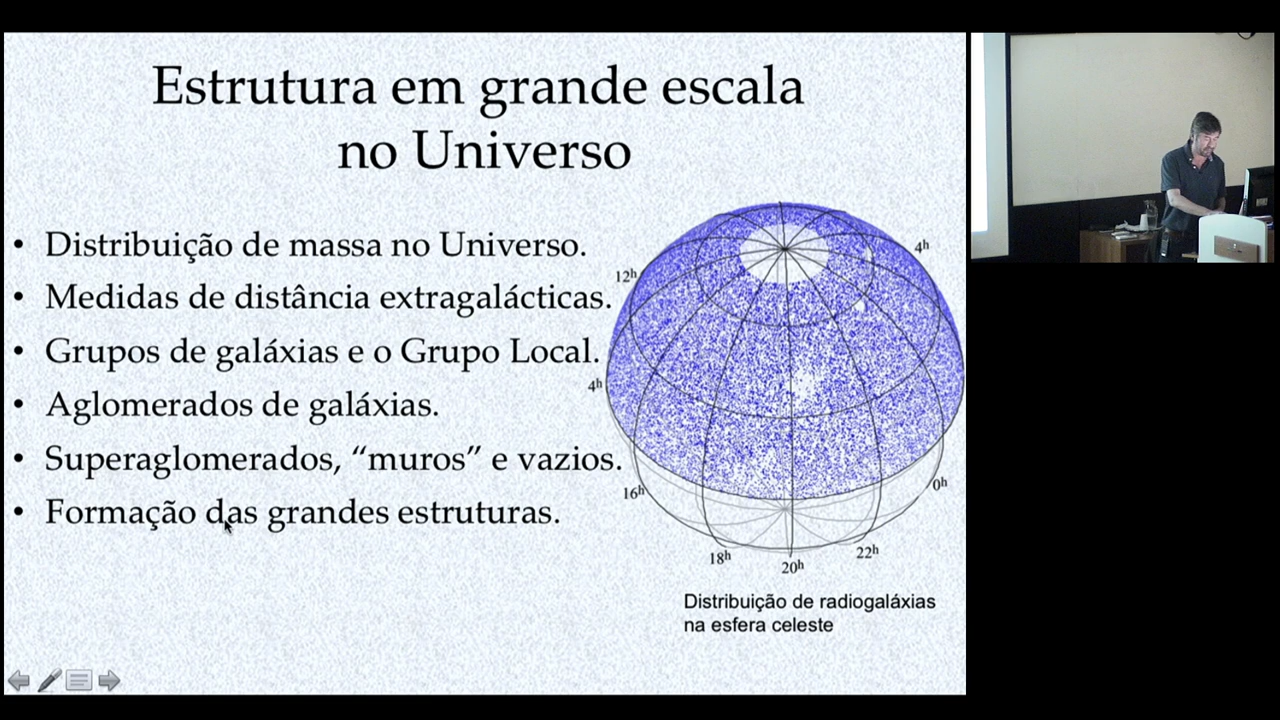 Estrutura em grande escala
no Universo
• Distribuição de massa no Universo.
• Medidas de distância extragalácticas.
• Grupos de galáxias e o Grupo Local.
• Aglomerados de galáxias.
• Superaglomerados, “muros” e vazios.
• Formação das grandes estruturas.
4h
12h
4h
16h
0h
18h
20h
22h
Distribuição de radiogaláxias
na esfera celeste